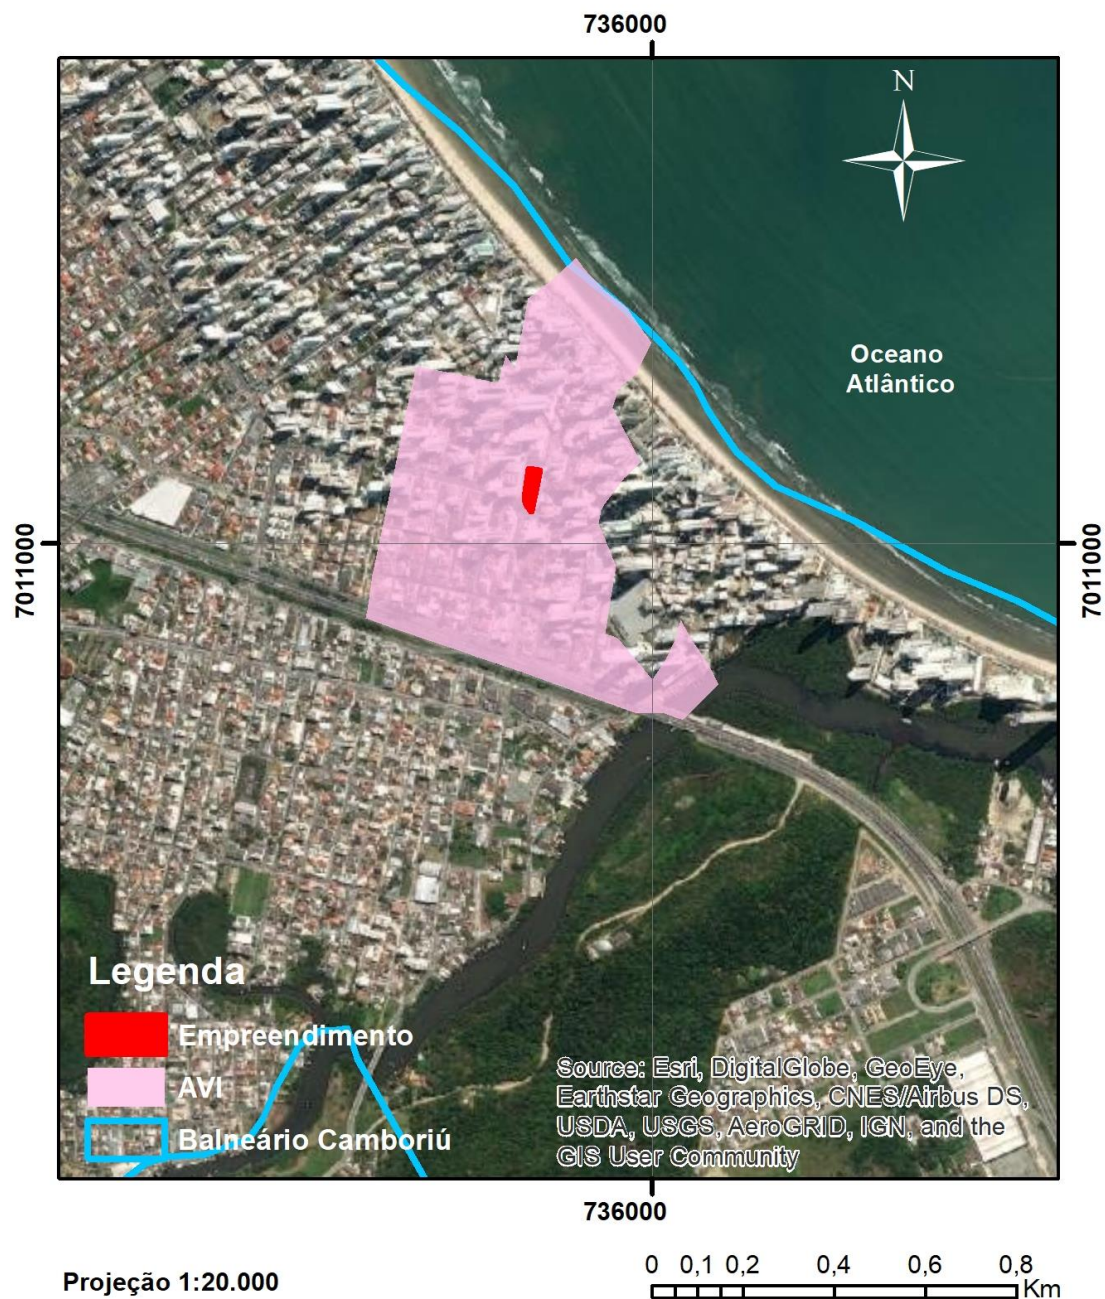 736000
N
Oceano
Atlântico
7011000
7011000
Legenda
Empreendimento
AVI
Balneário Camboriú
Source: Esri, DigitalGlobe, GeoEye,
Earthstar Geographics, CNES/Airbus DS,
USDA, USGS, AeroGRID, IGN, and the
GIS User Community
736000
Projeção 1:20.000
0 0,1 0,2 0,4 0,6 0,8
Km